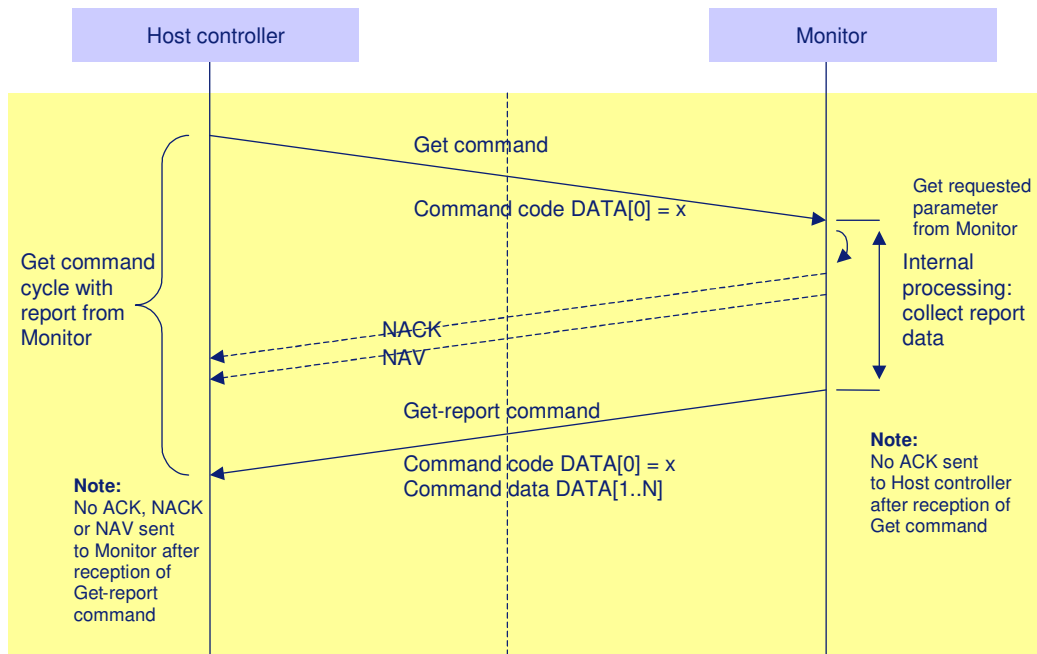 Host controller
Monitor
Get command
Command code DATA[0] = x
Get requested
parameter
from Monitor
Get command
cycle with
report from
Monitor
Internal
processing:
collect report
data
NACK
NAV
Get-report command
Command code DATA[0] = x
Command data DATA[1..N]
Note:
No ACK sent
to Host controller
after reception of
Get command
Note:
No ACK, NACK
or NAV sent
to Monitor after
reception of
Get-report
command